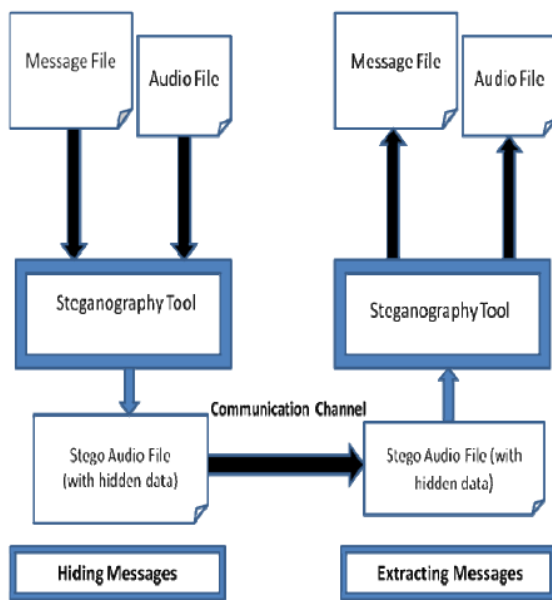 Message File
Audio File
Message File
Audio File
Steganography Tool
Steganography Tool
Communication Channel
Stego Audio File
(with hidden data)
Stego Audio File (with
hidden data)
Hiding Messages
Extracting Messages